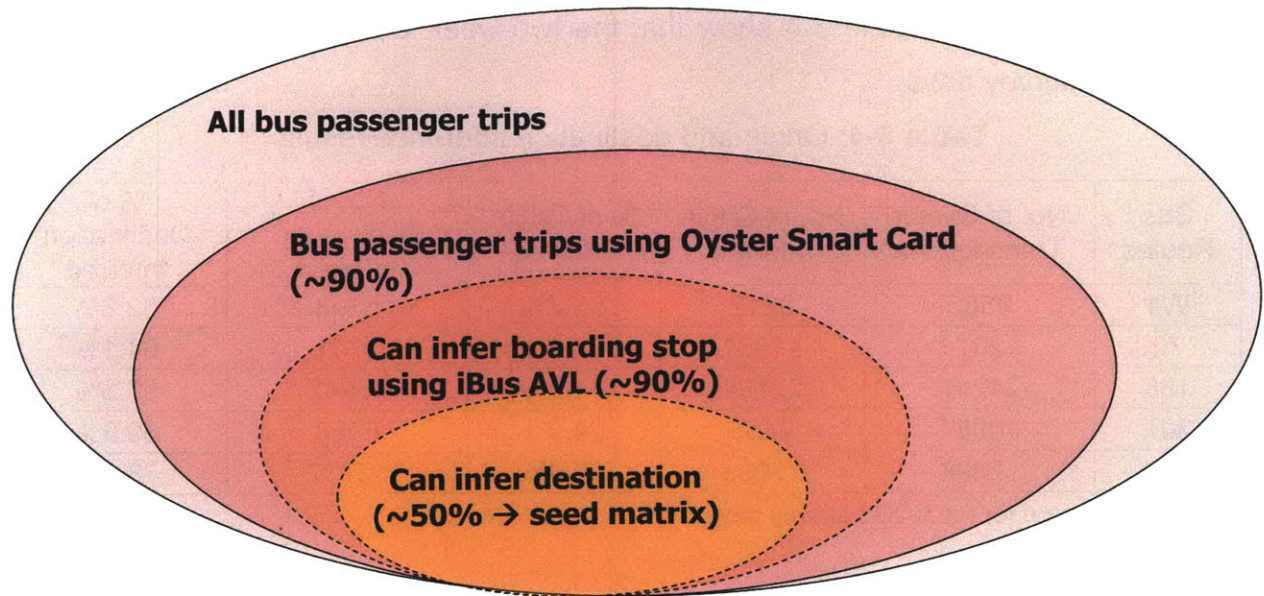 All bus passenger trips
Bus passenger trips using Oyster Smart Card
(~90%)
Can infer boarding stop
using iBus AVL (~90%)
Can infer destination
(~50% → seed matrix)